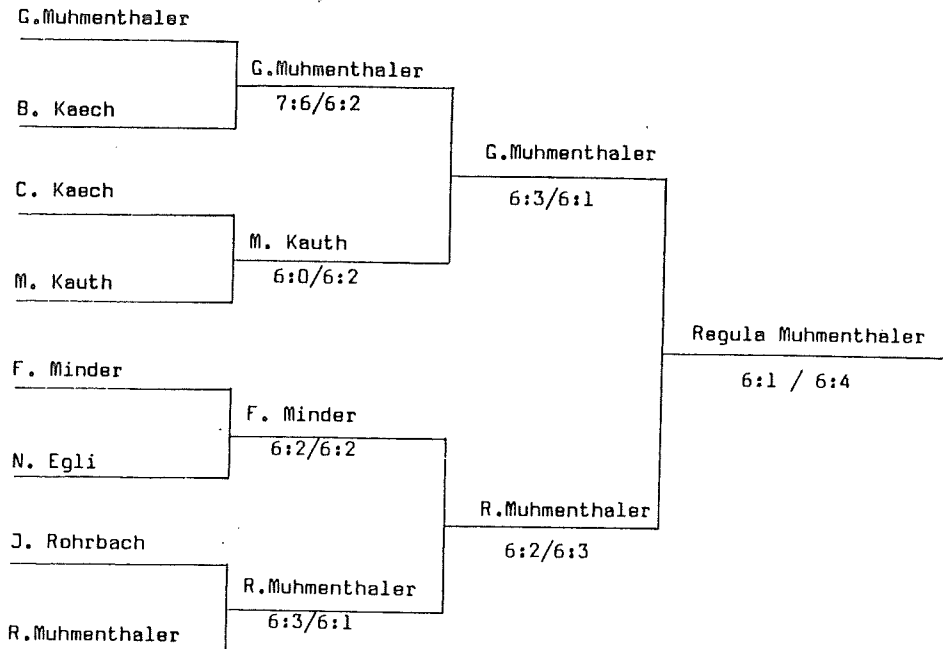 G.Muhmenthaler
B. Kaech
C. Kaech
M. Kauth
F. Minder
N. Egli
J. Rohrbach
R.Muhmenthaler
G.Muhmenthaler
7:6/6:2
M. Kauth
6:0/6:2
F. Minder
6:2/6:2
R.Muhmenthaler
6:3/6:1
G.Muhmenthaler
6:3/6:1
R.Muhmenthaler
6:2/6:3
Regula Muhmenthaler
6:1 / 6:4